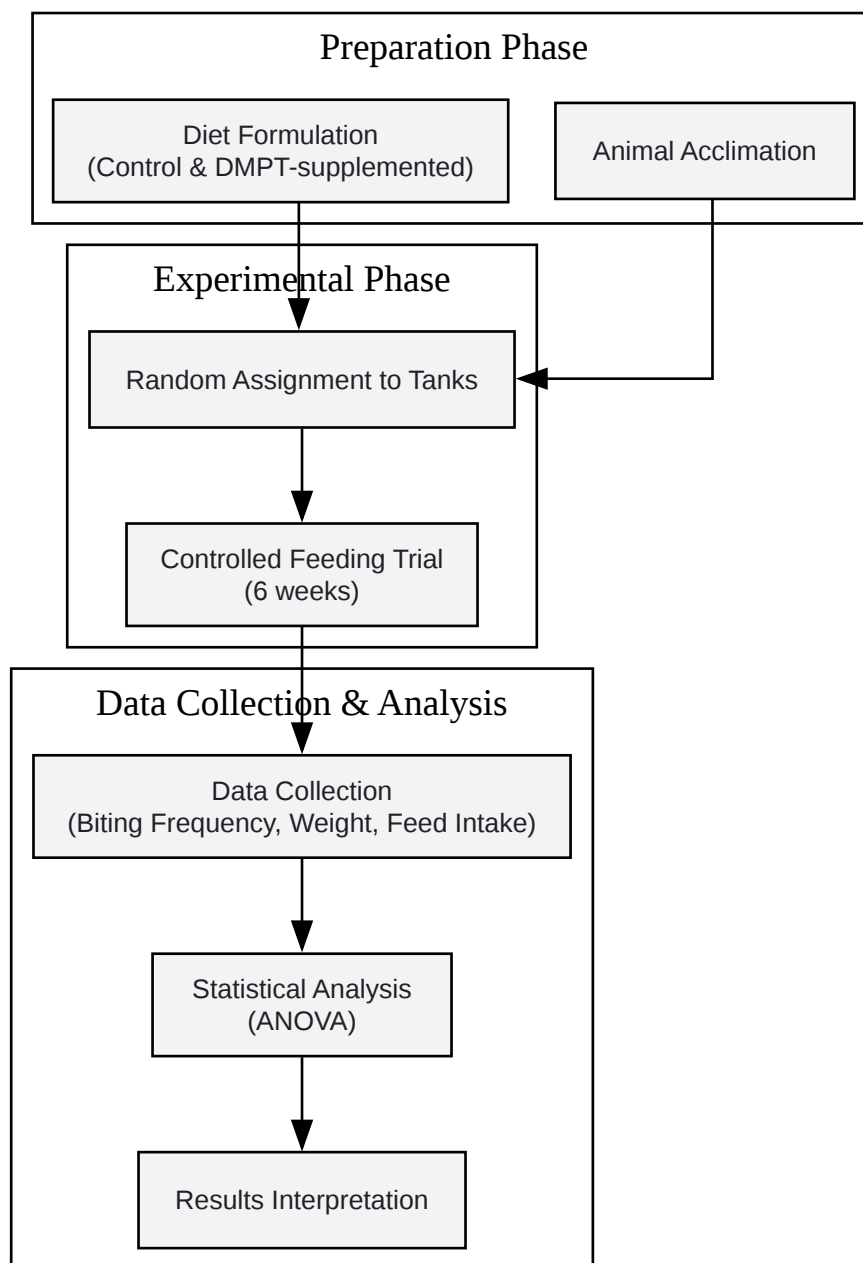 Preparation Phase
Diet Formulation
(Control & DMPT-supplemented)
Animal Acclimation
Experimental Phase
Random Assignment to Tanks
Controlled Feeding Trial
(6 weeks)
Data Collection & Analysis
Data Collection
(Biting Frequency, Weight, Feed Intake)
Statistical Analysis
(ANOVA)
Results Interpretation